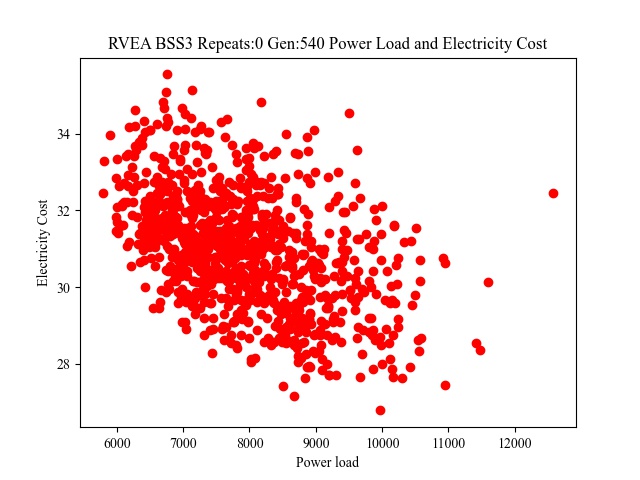 RVEA BSS3 Repeats:0 Gen:540 Power Load and Electricity Cost
34
32
30
28
Electricity Cost
6000 7000 8000 9000 10000 11000 12000
Power load